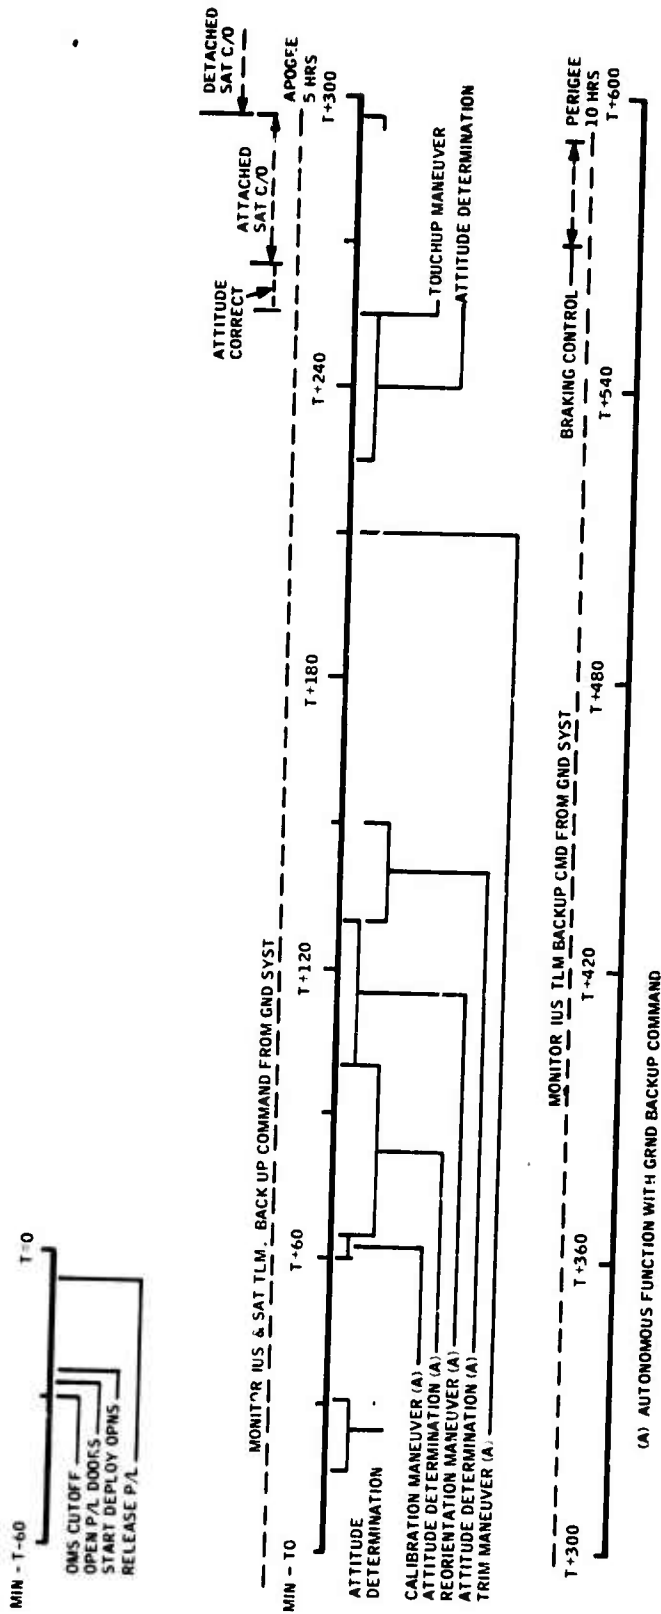 MIN - T-60
T=0
OMS CUTOFF
OPEN P/L DOORS
START DEPLOY OPNS
RELEASE P/L
MONITOR IUS & SAT TLM. BACK UP COMMAND FROM GND SYST
ATTITUDE
CORRECT
ATTACHED
SAT C/O
DETACHED
SAT C/O
APOGEE
5 HRS
MIN - T0
T+60
T+120
T+180
T+240
T+300
ATTITUDE
DETERMINATION
CALIBRATION MANEUVER (A)
ATTITUDE DETERMINATION (A)
REORIENTATION MANEUVER (A)
ATTITUDE DETERMINATION (A)
TRIM MANEUVER (A)
TOUCHUP MANEUVER
ATTITUDE DETERMINATION
MONITOR IUS TLM BACKUP CMD FROM GND SYST
BRAKING CONTROL
PERIGEE
10 HRS
T+300
T+360
T+420
T+480
T+540
T+600
(A) AUTONOMOUS FUNCTION WITH GRND BACKUP COMMAND